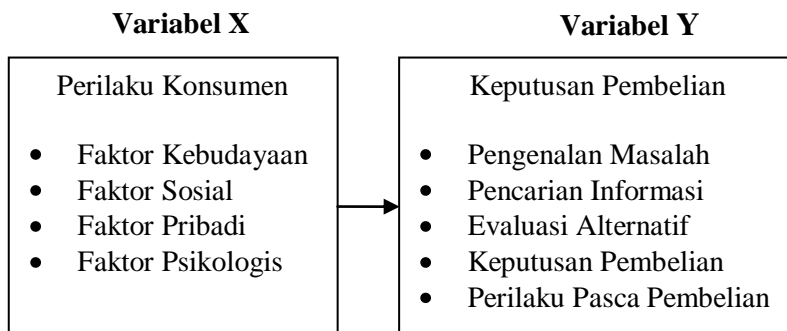 Variabel X
Perilaku Konsumen
• Faktor Kebudayaan
• Faktor Sosial
• Faktor Pribadi
• Faktor Psikologis
Variabel Y
Keputusan Pembelian
• Pengenalan Masalah
• Pencarian Informasi
• Evaluasi Alternatif
• Keputusan Pembelian
• Perilaku Pasca Pembelian